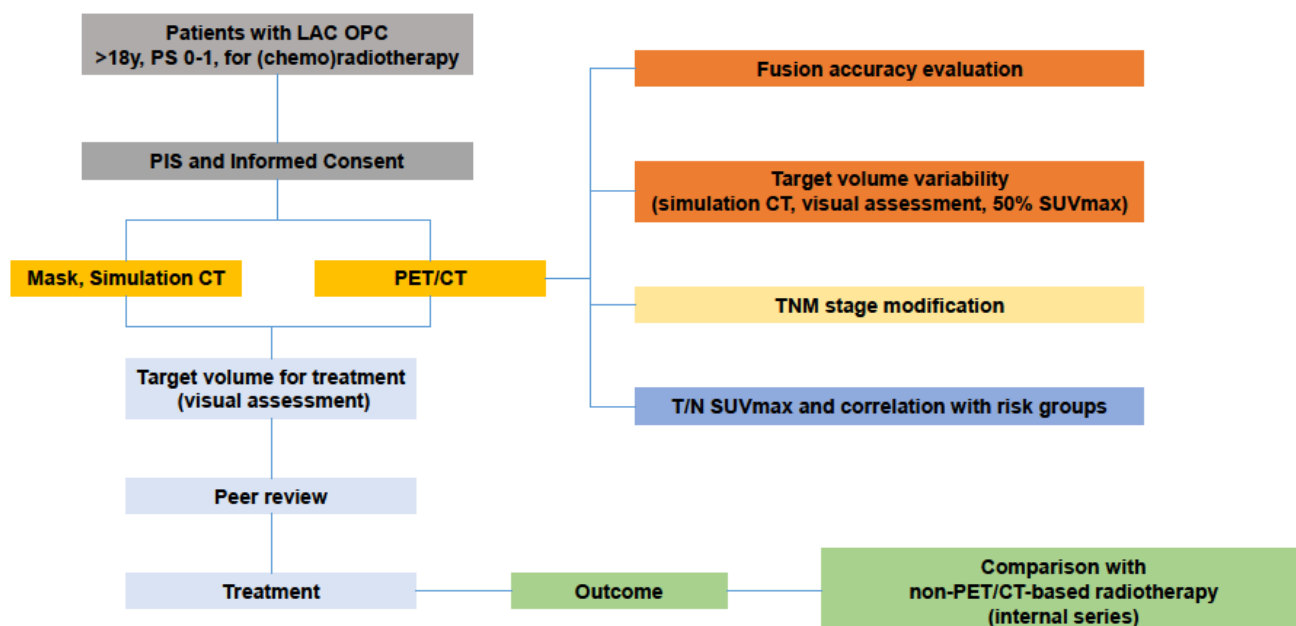 Patients with LAC OPC
>18y, PS 0-1, for (chemo)radiotherapy
PIS and Informed Consent
Mask, Simulation CT
PET/CT
Target volume for treatment
(visual assessment)
Peer review
Treatment
Fusion accuracy evaluation
Target volume variability
(simulation CT, visual assessment, 50% SUVmax)
TNM stage modification
T/N SUVmax and correlation with risk groups
Outcome
Comparison with
non-PET/CT-based radiotherapy
(internal series)